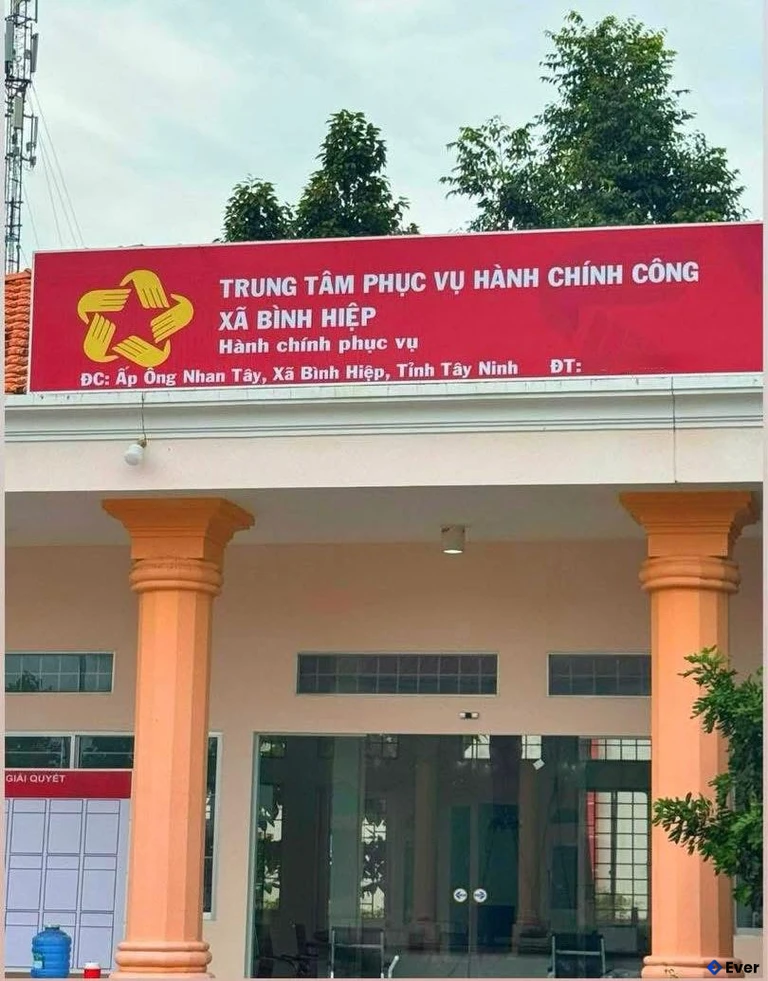 TRUNG TÂM PHỤC VỤ HÀNH CHÍNH CÔNG
XÃ BÌNH HIỆP
Hành chính phục vụ
ĐC: Ấp Ông Nhan Tây, Xã Bình Hiệp, Tỉnh Tây Ninh ĐT:
GIẢI QUYẾT
Ever